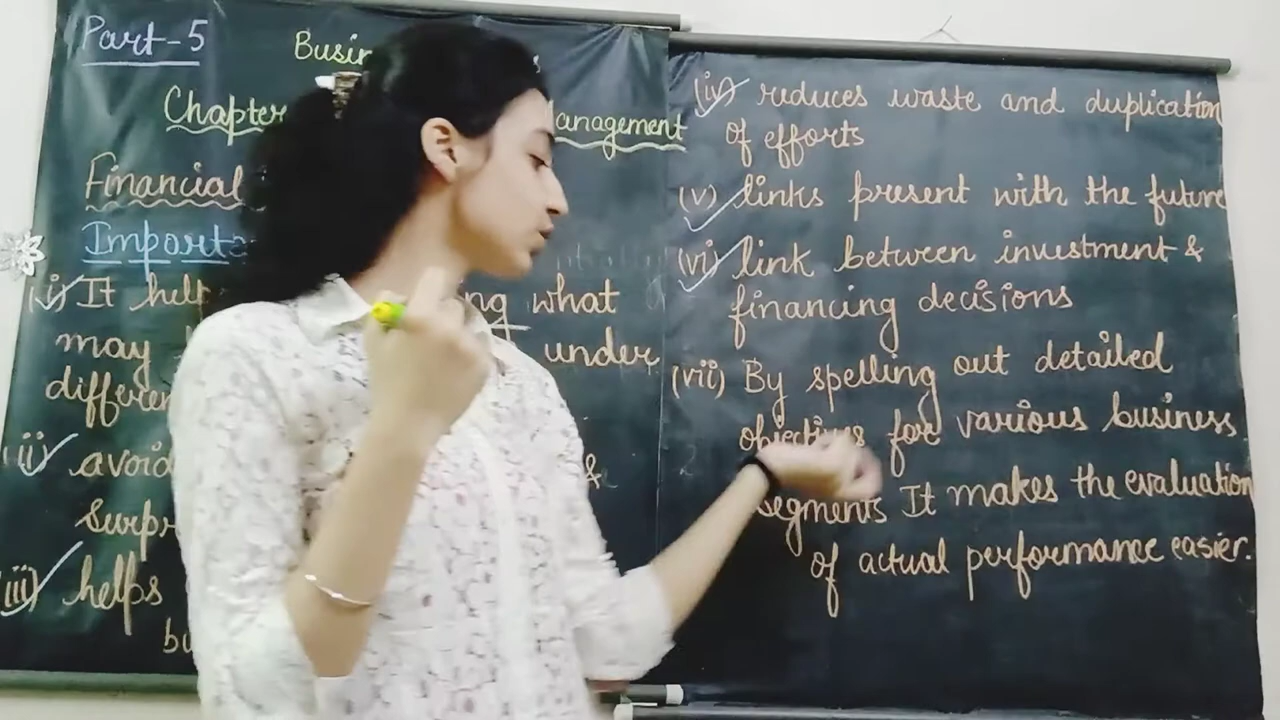 Part-5
Busin
Chapter anagement
Financial
Importa
(i) It help ng what
may under
differen
(ii) avoid &
Surpr
(iii) helps
bu
(iv) reduces waste and duplication
of efforts
(v) links present with the future
(vi) link between investment &
financing decisions
(vii) By spelling out detailed
objectives for various business
segments It makes the evaluation
of actual performance easier.